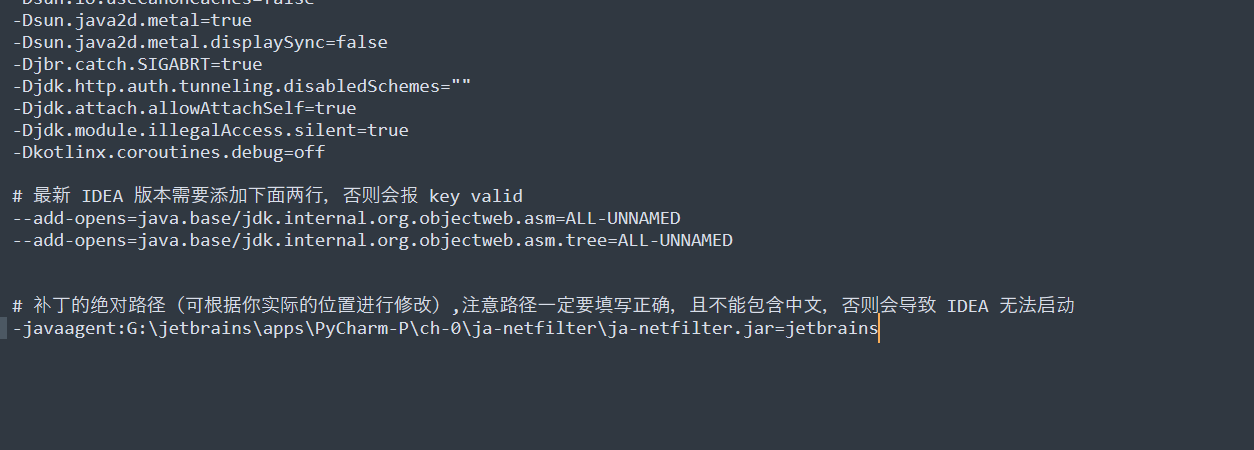 -Dsun.io.useCanonCaches=false
-Dsun.java2d.metal=true
-Dsun.java2d.metal.displaySync=false
-Djbr.catch.SIGABRT=true
-Djdk.http.auth.tunneling.disabledSchemes=""
-Djdk.attach.allowAttachSelf=true
-Djdk.module.illegalAccess.silent=true
-Dkotlinx.coroutines.debug=off
# 最新 IDEA 版本需要添加下面两行，否则会报 key valid
--add-opens=java.base/jdk.internal.org.objectweb.asm=ALL-UNNAMED
--add-opens=java.base/jdk.internal.org.objectweb.asm.tree=ALL-UNNAMED
# 补丁的绝对路径（可根据你实际的位置进行修改）,注意路径一定要填写正确，且不能包含中文，否则会导致 IDEA 无法启动
-javaagent:G:\jetbrains\apps\PyCharm-P\ch-0\ja-netfilter\ja-netfilter.jar=jetbrains